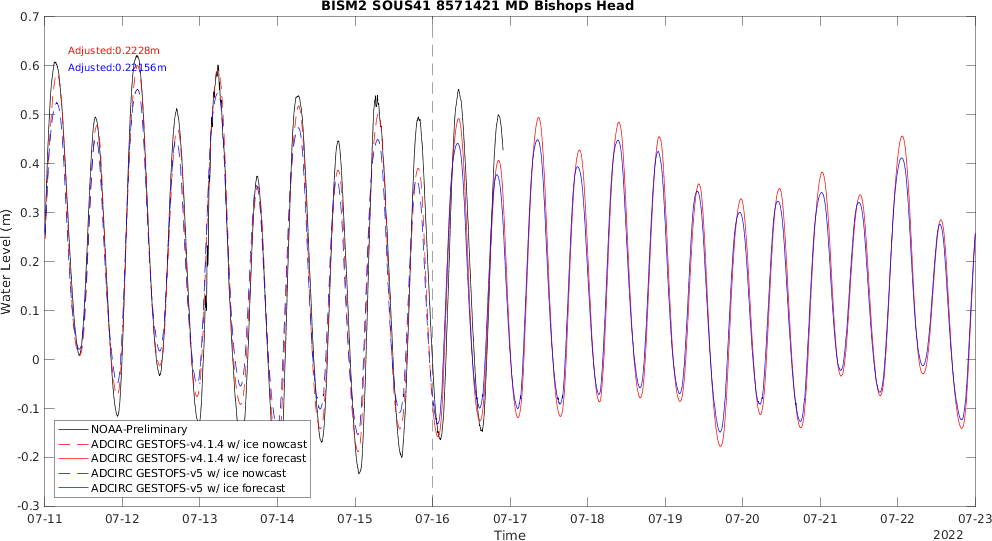 BISM2 SOUS41 8571421 MD Bishops Head
Adjusted:0.2228m
Adjusted:0.22156m
Water Level (m)
0.7
0.6
0.5
0.4
0.3
0.2
0.1
0
-0.1
-0.2
-0.3
NOAA-Preliminary
ADCIRC GESTOFS-v4.1.4 w/ ice nowcast
ADCIRC GESTOFS-v4.1.4 w/ ice forecast
ADCIRC GESTOFS-v5 w/ ice nowcast
ADCIRC GESTOFS-v5 w/ ice forecast
07-11 07-12 07-13 07-14 07-15 07-16 07-17 07-18 07-19 07-20 07-21 07-22 07-23
Time
2022